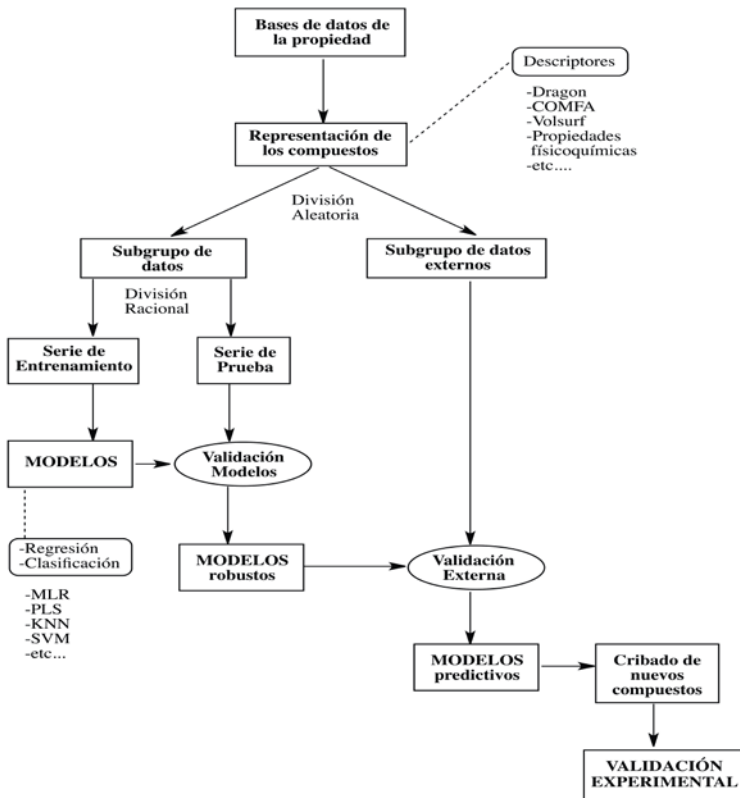 Bases de datos de
la propiedad
Descriptores
-Dragon
-COMFA
-Volsurf
-Propiedades
físicoquímicas
-etc....
Representación de
los compuestos
División
Aleatoria
Subgrupo de
datos
Subgrupo de datos
externos
División
Racional
Serie de
Entrenamiento
Serie de
Prueba
MODELOS
Validación
Modelos
-Regresión
-Clasificación
-MLR
-PLS
-KNN
-SVM
-etc...
MODELOS
robustos
Validación
Externa
MODELOS
predictivos
Cribado de
nuevos
compuestos
VALIDACIÓN
EXPERIMENTAL